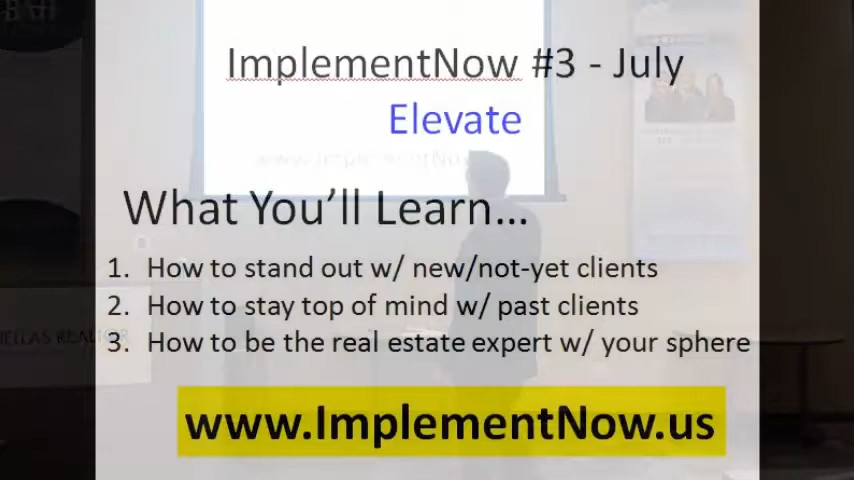 ImplementNow #3 - July
Elevate
What You'll Learn...
1. How to stand out w/ new/not-yet clients
2. How to stay top of mind w/ past clients
3. How to be the real estate expert w/ your sphere
www.ImplementNow.us